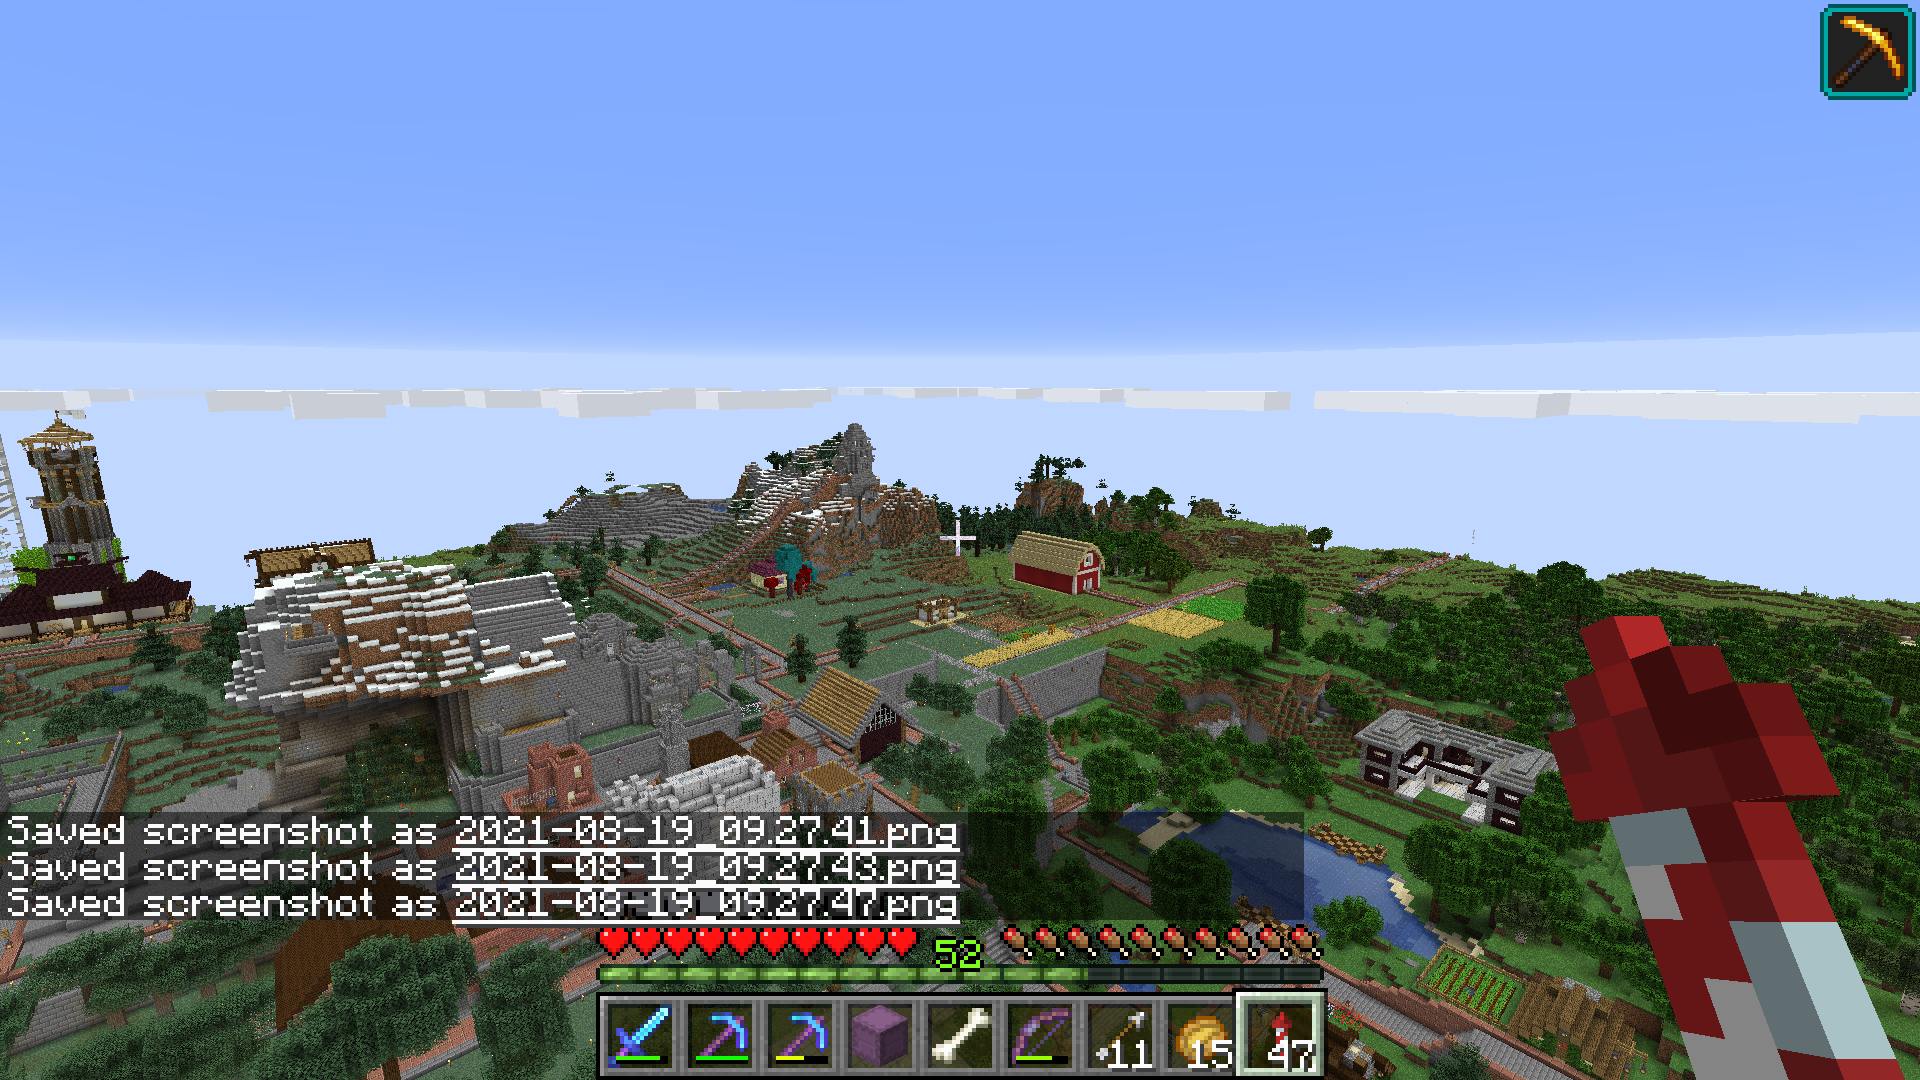 Saved screenshot as 2021-08-19_09.27.41.png
Saved screenshot as 2021-08-19_09.27.43.png
Saved screenshot as 2021-08-19_09.27.47.png
52
11 15 47